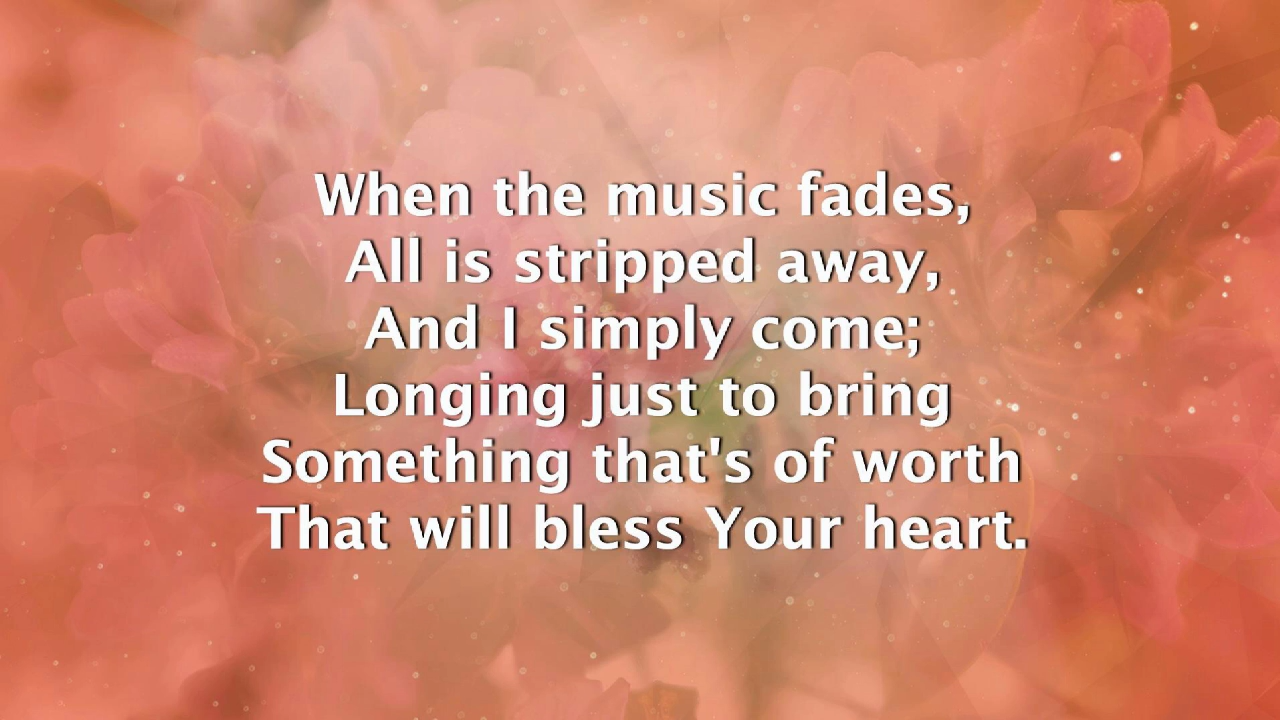 When the music fades,
All is stripped away,
And I simply come;
Longing just to bring
Something that's of worth
That will bless Your heart.